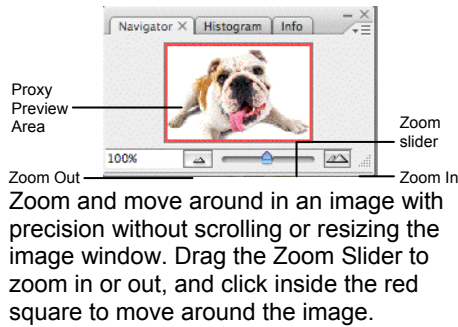 Navigator × Histogram Info
Proxy
Preview
Area
Zoom
slider
100%
Zoom Out
Zoom In
Zoom and move around in an image with
precision without scrolling or resizing the
image window. Drag the Zoom Slider to
zoom in or out, and click inside the red
square to move around the image.